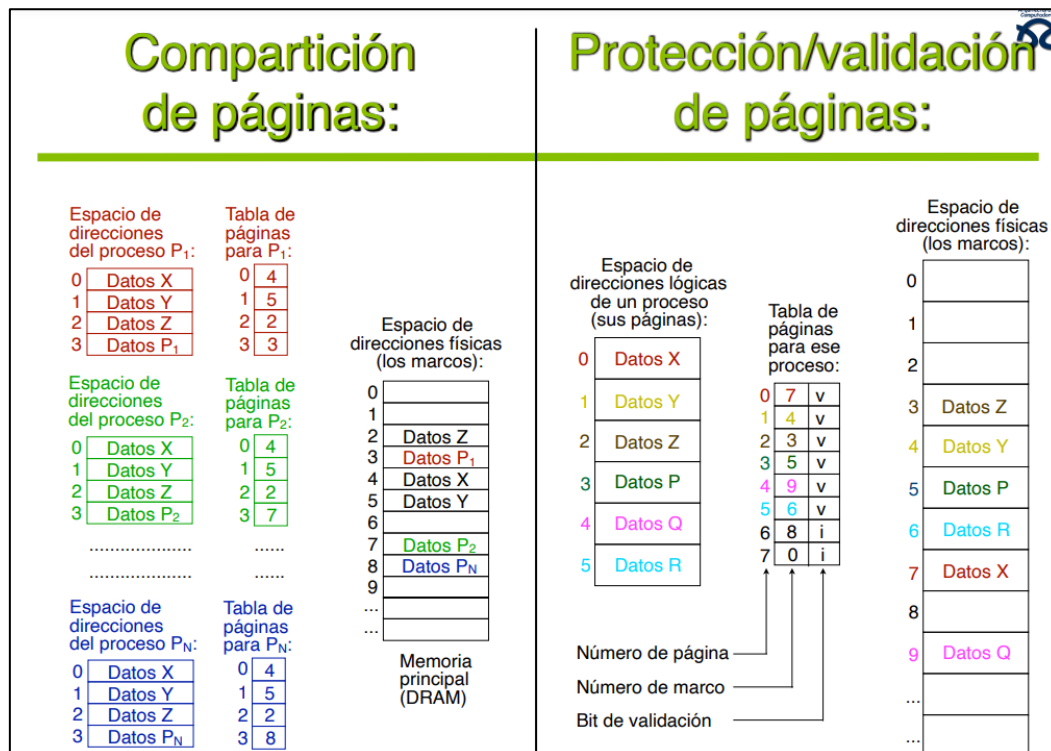 Arquitectura
Computadores
Compartición
de páginas:
Espacio de
direcciones
del proceso P₁:
Tabla de
páginas
para P₁:
0 Datos X
1 Datos Y
2 Datos Z
3 Datos P₁
0 4
1 5
2 2
3 3
Espacio de
direcciones
del proceso P₂:
Tabla de
páginas
para P₂:
0 Datos X
1 Datos Y
2 Datos Z
3 Datos P₂
0 4
1 5
2 2
3 7
.....................
......
.....................
......
Espacio de
direcciones
del proceso P_N:
Tabla de
páginas
para P_N:
0 Datos X
1 Datos Y
2 Datos Z
3 Datos P_N
0 4
1 5
2 2
3 8
Espacio de
direcciones físicas
(los marcos):
0
1
2 Datos Z
3 Datos P₁
4 Datos X
5 Datos Y
6
7 Datos P₂
8 Datos P_N
9
...
...
Memoria
principal
(DRAM)
Protección/validación
de páginas:
Espacio de
direcciones lógicas
de un proceso
(sus páginas):
0 Datos X
1 Datos Y
2 Datos Z
3 Datos P
4 Datos Q
5 Datos R
Tabla de
páginas
para ese
proceso:
0 7 v
1 4 v
2 3 v
3 5 v
4 9 v
5 6 v
6 8 i
7 0 i
Número de página
Número de marco
Bit de validación
Espacio de
direcciones físicas
(los marcos):
0
1
2
3 Datos Z
4 Datos Y
5 Datos P
6 Datos R
7 Datos X
8
9 Datos Q
...
...